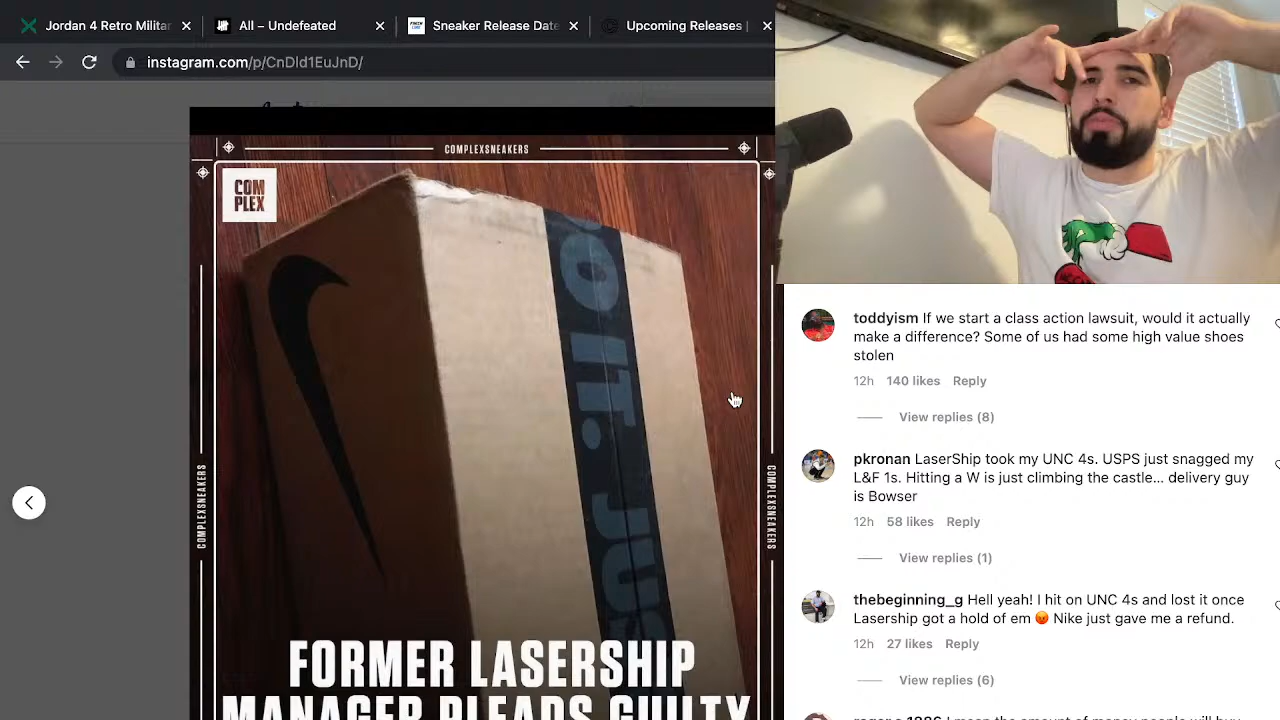 Jordan 4 Retro Militar
All – Undefeated
Sneaker Release Date
Upcoming Releases |
instagram.com/p/CnDld1EuJnD/
COMPLEXSNEAKERS
COM
PLEX
COMPLEXSNEAKERS
COMPLEXSNEAKERS
O IT. JUS
FORMER LASERSHIP
MANAGER PLEADS GUILTY
toddyism If we start a class action lawsuit, would it actually
make a difference? Some of us had some high value shoes
stolen
12h 140 likes Reply
View replies (8)
pkronan LaserShip took my UNC 4s. USPS just snagged my
L&F 1s. Hitting a W is just climbing the castle... delivery guy
is Bowser
12h 58 likes Reply
View replies (1)
thebeginning_g Hell yeah! I hit on UNC 4s and lost it once
Lasership got a hold of em 😡 Nike just gave me a refund.
12h 27 likes Reply
View replies (6)